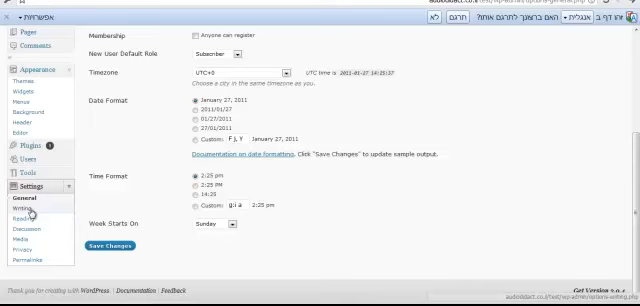 זהו דף ב אנגלית האם ברצונך לתרגם אותו? תרגם לא אפשרויות
Pages
Comments
Appearance
Themes
Widgets
Menus
Background
Header
Editor
Plugins 1
Users
Tools
Settings
General
Writing
Reading
Discussion
Media
Privacy
Permalinks
Membership Anyone can register
New User Default Role Subscriber
Timezone UTC+0 UTC time is 2011-01-27 14:25:37
Choose a city in the same timezone as you.
Date Format January 27, 2011
2011/01/27
01/27/2011
27/01/2011
Custom: F j, Y January 27, 2011
Documentation on date formatting. Click "Save Changes" to update sample output.
Time Format 2:25 pm
2:25 PM
14:25
Custom: g:i a 2:25 pm
Week Starts On Sunday
Save Changes
Thank you for creating with WordPress. | Documentation | Feedback